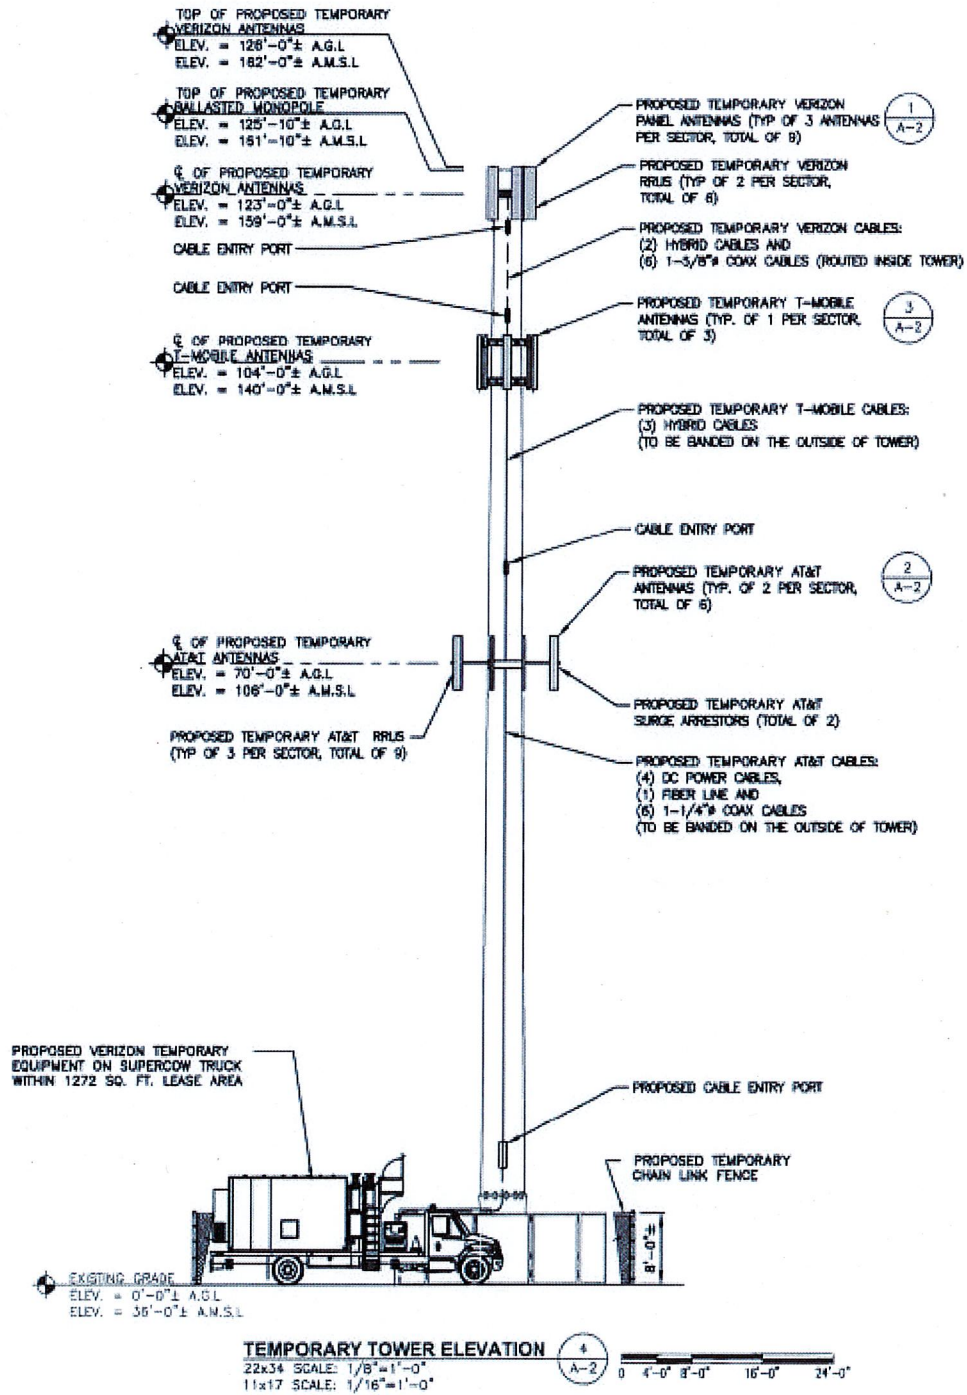 TOP OF PROPOSED TEMPORARY
VERIZON ANTENNAS
ELEV. = 126'-0"± A.G.L
ELEV. = 162'-0"± A.M.S.L
TOP OF PROPOSED TEMPORARY
BALLASTED MONOPOLE
ELEV. = 125'-10"± A.G.L
ELEV. = 161'-10"± A.M.S.L
℄ OF PROPOSED TEMPORARY
VERIZON ANTENNAS
ELEV. = 123'-0"± A.G.L
ELEV. = 159'-0"± A.M.S.L
CABLE ENTRY PORT
CABLE ENTRY PORT
℄ OF PROPOSED TEMPORARY
T-MOBILE ANTENNAS
ELEV. = 104'-0"± A.G.L
ELEV. = 140'-0"± A.M.S.L
℄ OF PROPOSED TEMPORARY
AT&T ANTENNAS
ELEV. = 70'-0"± A.G.L
ELEV. = 106'-0"± A.M.S.L
PROPOSED TEMPORARY AT&T RRUS
(TYP OF 3 PER SECTOR, TOTAL OF 9)
PROPOSED VERIZON TEMPORARY
EQUIPMENT ON SUPERCOW TRUCK
WITHIN 1272 SQ. FT. LEASE AREA
EXISTING GRADE
ELEV. = 0'-0"± A.G.L
ELEV. = 36'-0"± A.M.S.L
PROPOSED TEMPORARY VERIZON
PANEL ANTENNAS (TYP OF 3 ANTENNAS
PER SECTOR, TOTAL OF 9)
1
A-2
PROPOSED TEMPORARY VERIZON
RRUS (TYP OF 2 PER SECTOR,
TOTAL OF 6)
PROPOSED TEMPORARY VERIZON CABLES:
(2) HYBRID CABLES AND
(6) 1-5/8"ø COAX CABLES (ROUTED INSIDE TOWER)
PROPOSED TEMPORARY T-MOBILE
ANTENNAS (TYP. OF 1 PER SECTOR,
TOTAL OF 3)
3
A-2
PROPOSED TEMPORARY T-MOBILE CABLES:
(3) HYBRID CABLES
(TO BE BANDED ON THE OUTSIDE OF TOWER)
CABLE ENTRY PORT
PROPOSED TEMPORARY AT&T
ANTENNAS (TYP. OF 2 PER SECTOR,
TOTAL OF 6)
2
A-2
PROPOSED TEMPORARY AT&T
SURGE ARRESTORS (TOTAL OF 2)
PROPOSED TEMPORARY AT&T CABLES:
(4) DC POWER CABLES,
(1) FIBER LINE AND
(6) 1-1/4"ø COAX CABLES
(TO BE BANDED ON THE OUTSIDE OF TOWER)
PROPOSED CABLE ENTRY PORT
PROPOSED TEMPORARY
CHAIN LINK FENCE
8'-0"±
TEMPORARY TOWER ELEVATION
4
A-2
22x34 SCALE: 1/8"=1'-0"
11x17 SCALE: 1/16"=1'-0"
0 4'-0" 8'-0" 16'-0" 24'-0"